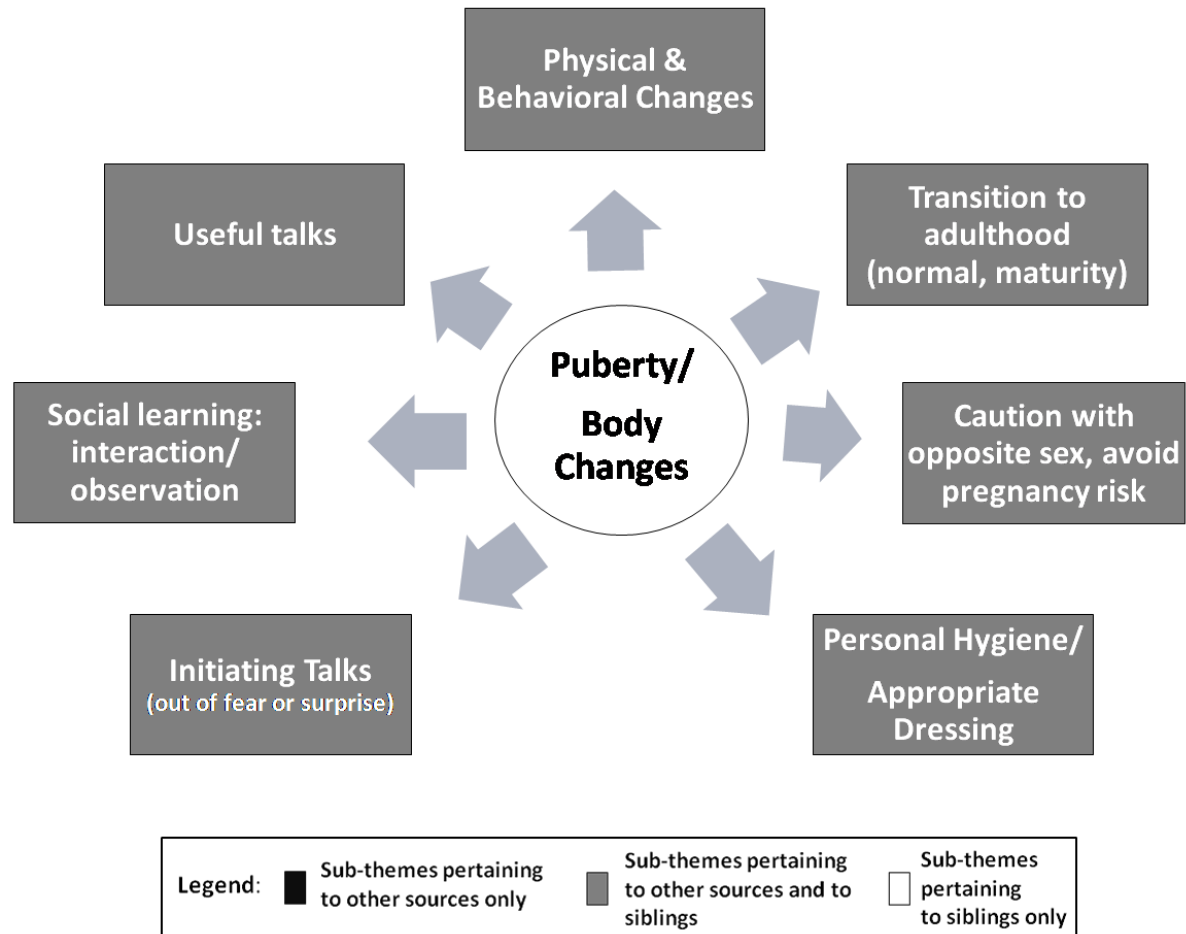 Physical &
Behavioral Changes
Useful talks
Transition to
adulthood
(normal, maturity)
Puberty/
Body
Changes
Social learning:
interaction/
observation
Caution with
opposite sex, avoid
pregnancy risk
Initiating Talks
(out of fear or surprise)
Personal Hygiene/
Appropriate
Dressing
Legend:
Sub-themes pertaining
to other sources only
Sub-themes pertaining
to other sources and to
siblings
Sub-themes
pertaining
to siblings only